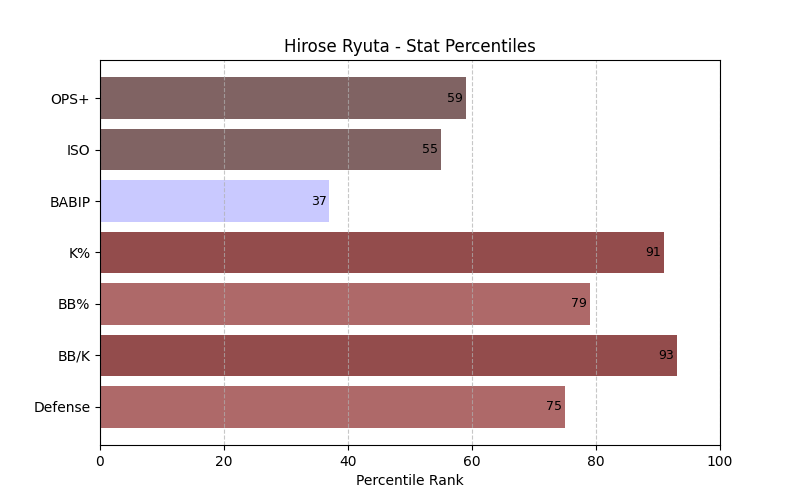 Hirose Ryuta - Stat Percentiles
OPS+ 59
ISO 55
BABIP 37
K% 91
BB% 79
BB/K 93
Defense 75
0 20 40 60 80 100
Percentile Rank